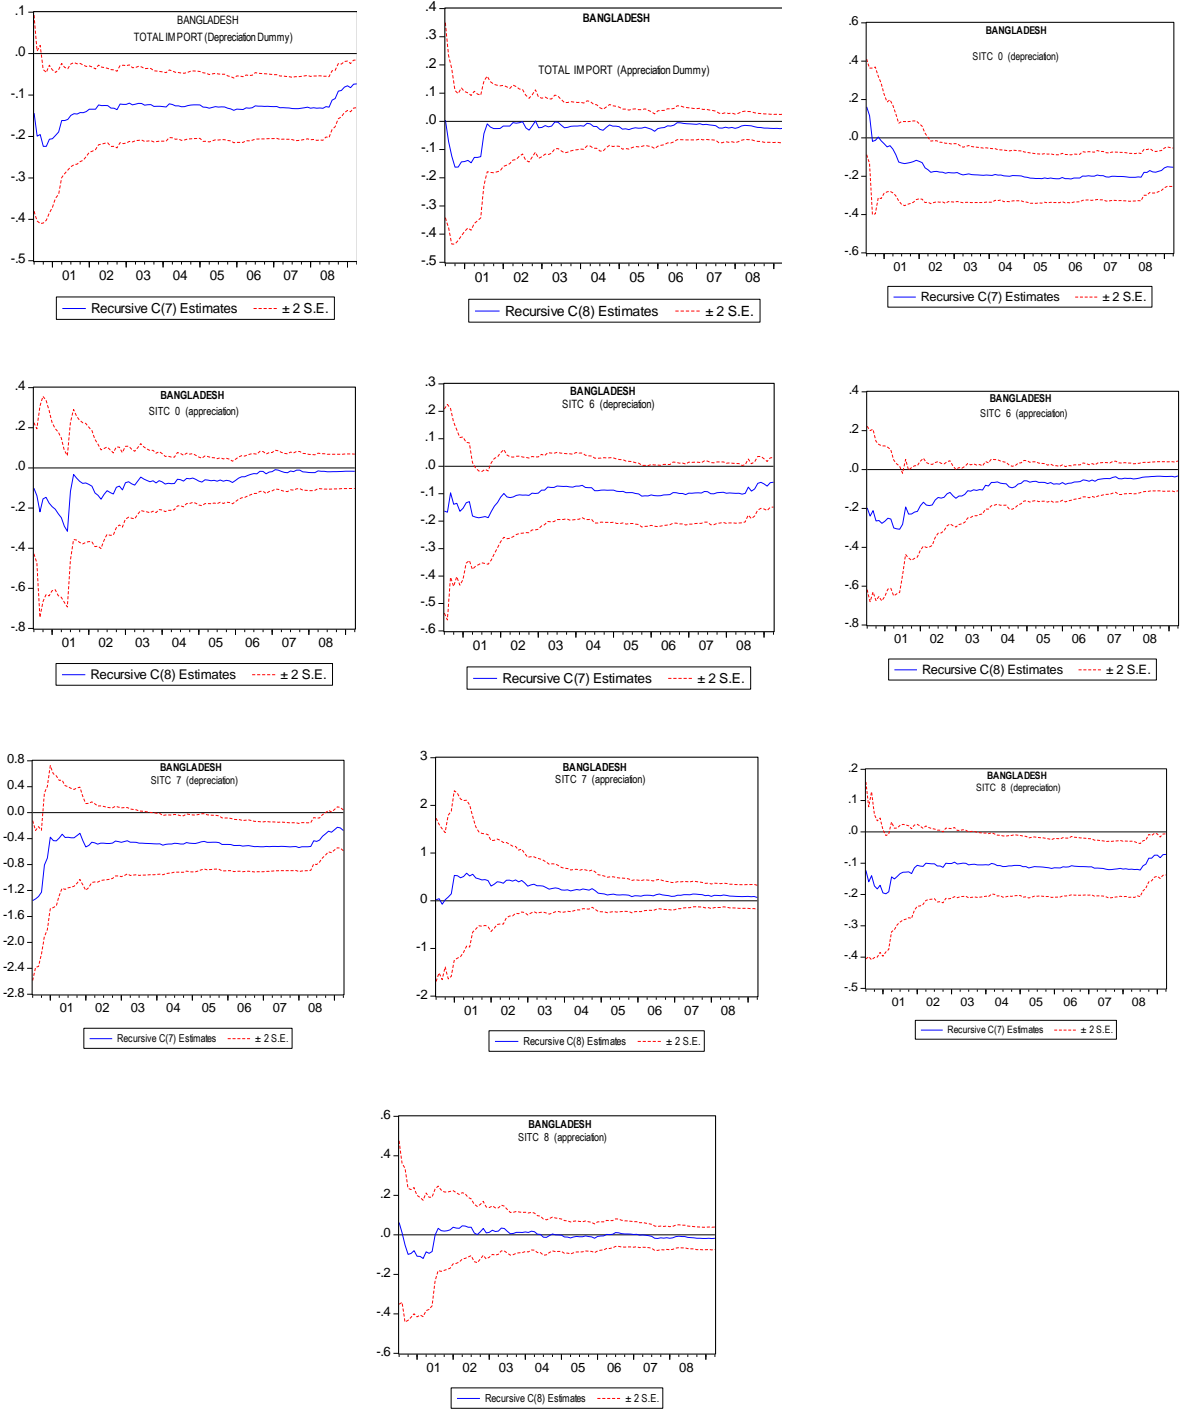 BANGLADESH
TOTAL IMPORT (Depreciation Dummy)
.1
.0
-.1
-.2
-.3
-.4
-.5
01 02 03 04 05 06 07 08
Recursive C(7) Estimates ± 2 S.E.
BANGLADESH
TOTAL IMPORT (Appreciation Dummy)
.4
.3
.2
.1
.0
-.1
-.2
-.3
-.4
-.5
01 02 03 04 05 06 07 08
Recursive C(8) Estimates ± 2 S.E.
BANGLADESH
SITC 0 (depreciation)
.6
.4
.2
.0
-.2
-.4
-.6
01 02 03 04 05 06 07 08
Recursive C(7) Estimates ± 2 S.E.
BANGLADESH
SITC 0 (appreciation)
.4
.2
.0
-.2
-.4
-.6
-.8
01 02 03 04 05 06 07 08
Recursive C(8) Estimates ± 2 S.E.
BANGLADESH
SITC 6 (depreciation)
.3
.2
.1
.0
-.1
-.2
-.3
-.4
-.5
-.6
01 02 03 04 05 06 07 08
Recursive C(7) Estimates ± 2 S.E.
BANGLADESH
SITC 6 (appreciation)
.4
.2
.0
-.2
-.4
-.6
-.8
01 02 03 04 05 06 07 08
Recursive C(8) Estimates ± 2 S.E.
BANGLADESH
SITC 7 (depreciation)
0.8
0.4
0.0
-0.4
-0.8
-1.2
-1.6
-2.0
-2.4
-2.8
01 02 03 04 05 06 07 08
Recursive C(7) Estimates ± 2 S.E.
BANGLADESH
SITC 7 (appreciation)
3
2
1
0
-1
-2
01 02 03 04 05 06 07 08
Recursive C(8) Estimates ± 2 S.E.
BANGLADESH
SITC 8 (depreciation)
.2
.1
.0
-.1
-.2
-.3
-.4
-.5
01 02 03 04 05 06 07 08
Recursive C(7) Estimates ± 2 S.E.
BANGLADESH
SITC 8 (appreciation)
.6
.4
.2
.0
-.2
-.4
-.6
01 02 03 04 05 06 07 08
Recursive C(8) Estimates ± 2 S.E.